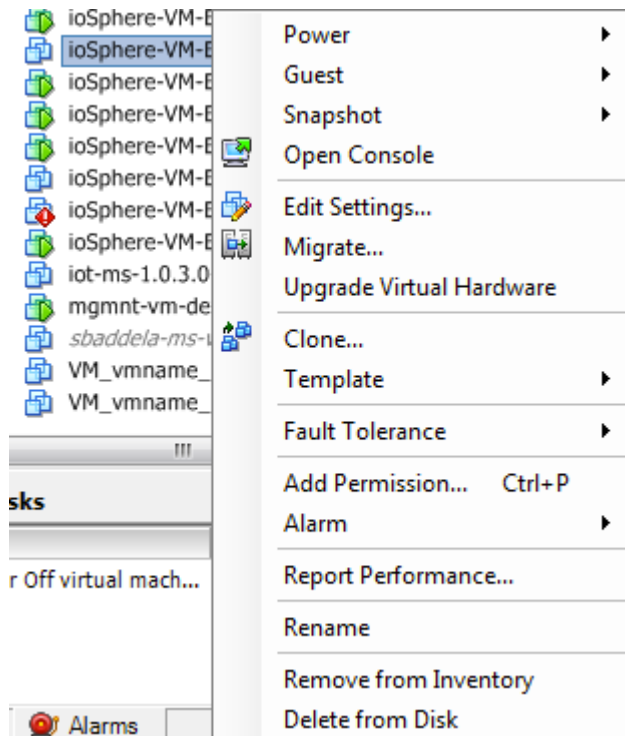 ioSphere-VM-E
ioSphere-VM-E
ioSphere-VM-E
ioSphere-VM-E
ioSphere-VM-E
ioSphere-VM-E
ioSphere-VM-E
ioSphere-VM-E
iot-ms-1.0.3.0
mgmnt-vm-de
sbaddela-ms-v
VM_vmname_
VM_vmname_
sks
r Off virtual mach...
Alarms
Power
Guest
Snapshot
Open Console
Edit Settings...
Migrate...
Upgrade Virtual Hardware
Clone...
Template
Fault Tolerance
Add Permission... Ctrl+P
Alarm
Report Performance...
Rename
Remove from Inventory
Delete from Disk